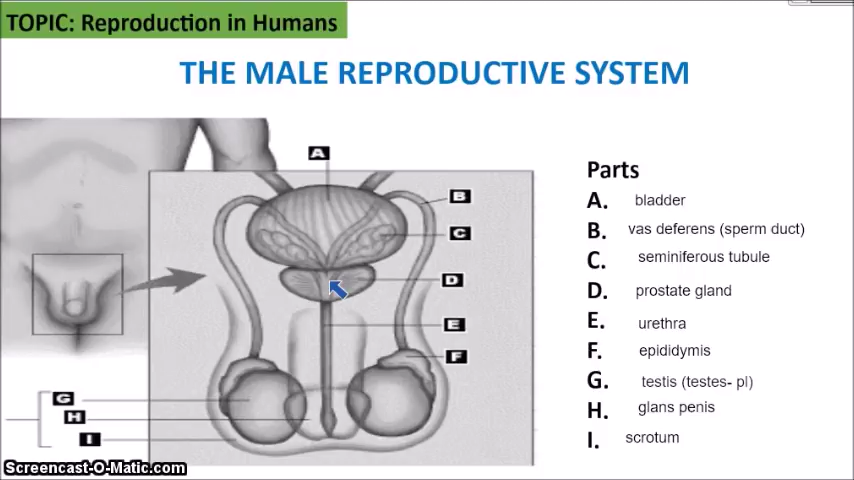 TOPIC: Reproduction in Humans
THE MALE REPRODUCTIVE SYSTEM
A
B
C
D
E
F
G
H
I
Parts
A. bladder
B. vas deferens (sperm duct)
C. seminiferous tubule
D. prostate gland
E. urethra
F. epididymis
G. testis (testes- pl)
H. glans penis
I. scrotum
Screencast-O-Matic.com